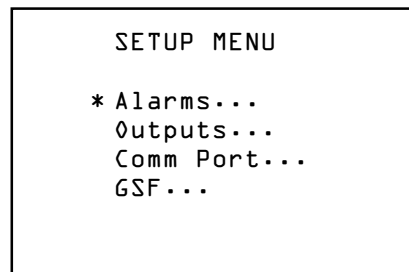 SETUP MENU
* Alarms...
Outputs...
Comm Port...
GSF...